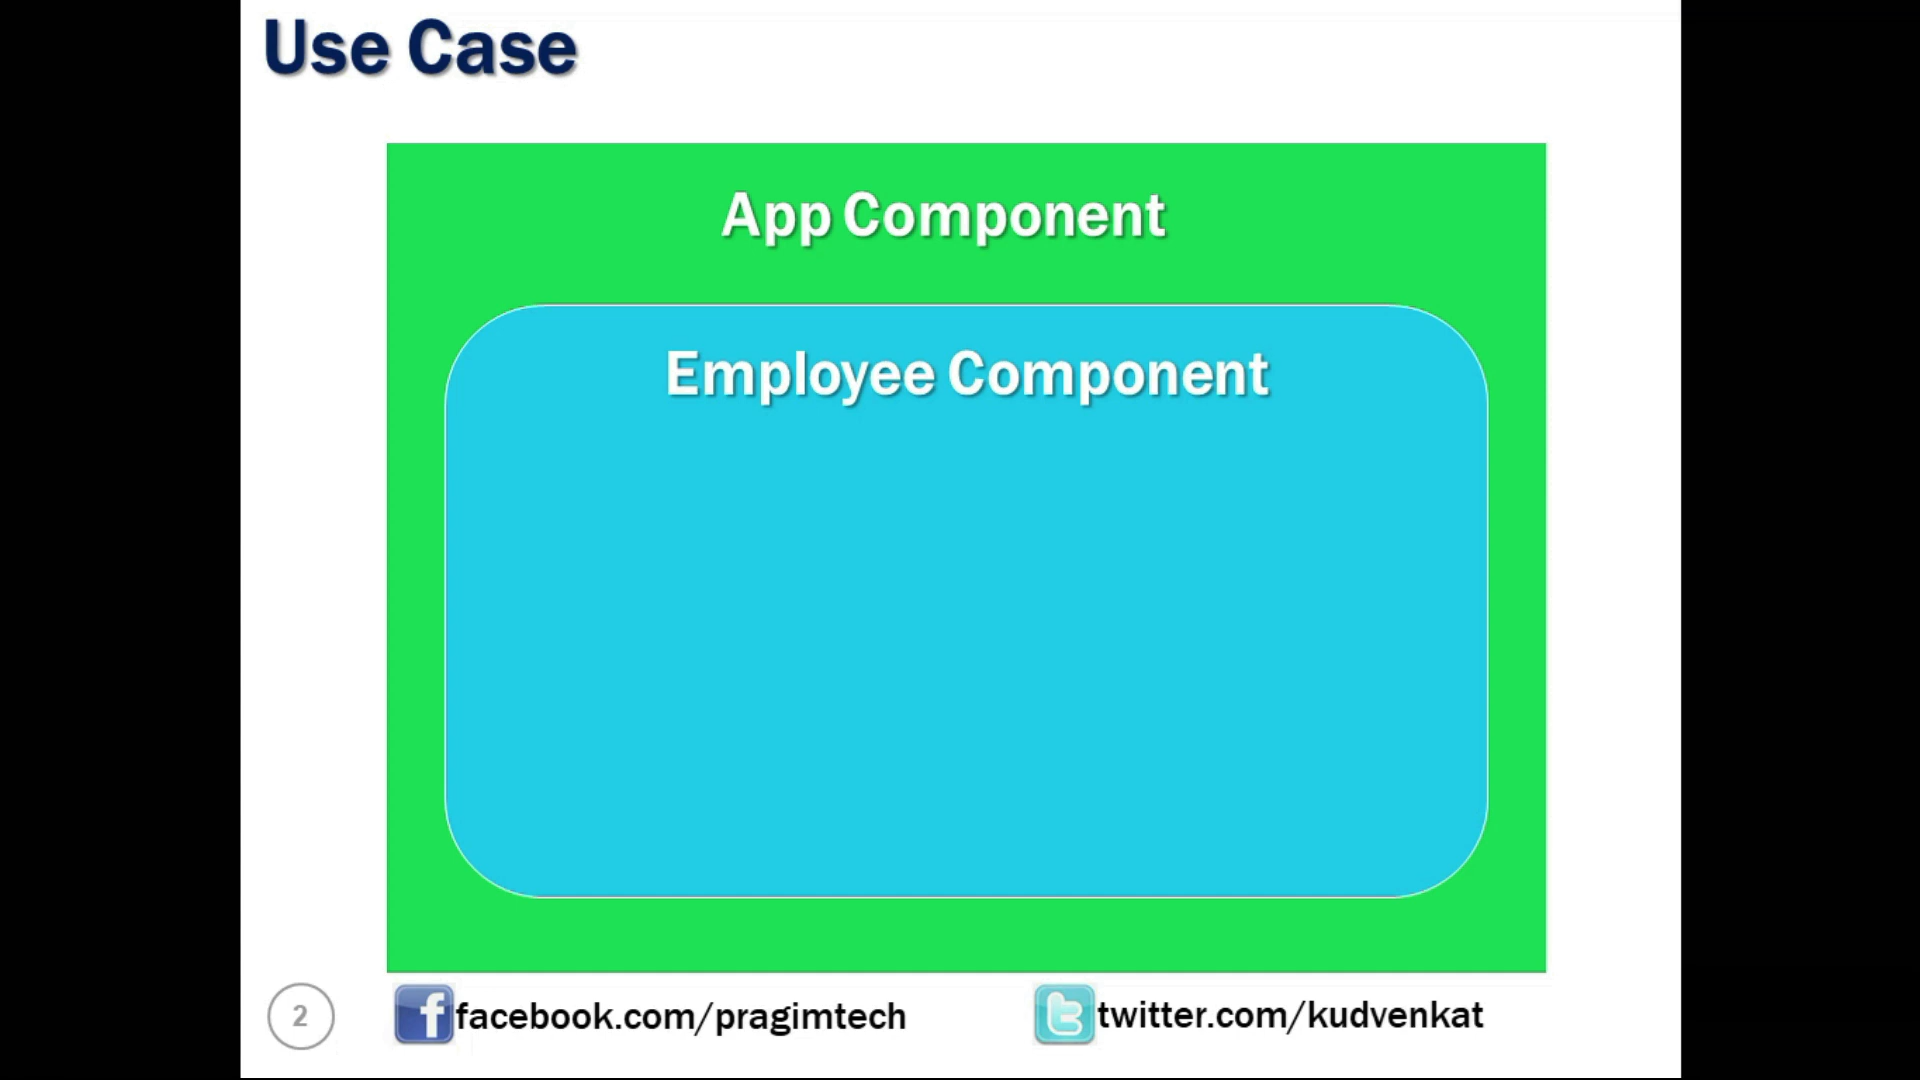 Use Case
App Component
Employee Component
2
facebook.com/pragimtech
twitter.com/kudvenkat